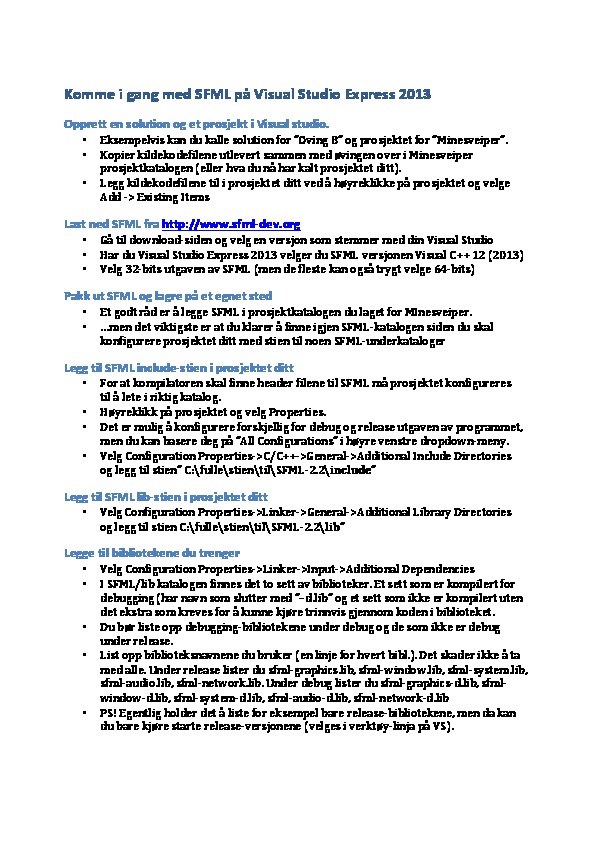 Komme i gang med SFML på Visual Studio Express 2013
Opprett en solution og et prosjekt i Visual studio.
• Eksempelvis kan du kalle solution for "Oving 8" og prosjektet for "Minesveiper".
• Kopier kildekodefilene utlevert sammen med øvingen over i Minesveiper
prosjektkatalogen (eller hva du nå har kalt prosjektet ditt).
• Legg kildekodefilene til i prosjektet ditt ved å høyreklikke på prosjektet og velge
Add -> Existing Items
Last ned SFML fra http://www.sfml-dev.org
• Gå til download-siden og velg en versjon som stemmer med din Visual Studio
• Har du Visual Studio Express 2013 velger du SFML versjonen Visual C++ 12 (2013)
• Velg 32-bits utgaven av SFML (men de fleste kan også trygt velge 64-bits)
Pakk ut SFML og lagre på et egnet sted
• Et godt råd er å legge SFML i prosjektkatalogen du laget for Minesveiper.
• ...men det viktigste er at du klarer å finne igjen SFML-katalogen siden du skal
konfigurere prosjektet ditt med stien til noen SFML-underkataloger
Legg til SFML include-stien i prosjektet ditt
• For at kompilatoren skal finne header filene til SFML må prosjektet konfigureres
til å lete i riktig katalog.
• Høyreklikk på prosjektet og velg Properties.
• Det er mulig å konfigurere forskjellig for debug og release utgaven av programmet,
men du kan basere deg på "All Configurations" i høyre venstre dropdown-meny.
• Velg Configuration Properties->C/C++->Additional Include Directories
og legg til stien" C:\fulle\stien\til\SFML-2.2\include"
Legg til SFML lib-stien i prosjektet ditt
• Velg Configuration Properties->Linker->General->Additional Library Directories
og legg til stien C:\fulle\stien\til\SFML-2.2\lib"
Legge til bibliotekene du trenger
• Velg Configuration Properties->Linker->Input->Additional Dependencies
• I SFML/lib katalogen finnes det to sett av biblioteker. Et sett som er kompilert for
debugging (har navn som slutter med "-d.lib" og et sett som ikke er kompilert uten
det ekstra som kreves for å kunne kjøre trinnvis gjennom koden i biblioteket.
• Du bør liste opp debugging-bibliotekene under debug og de som ikke er debug
under release.
• List opp biblioteksnavnene du bruker (en linje for hvert bibl.). Det skader ikke å ta
med alle. Under release lister du sfml-graphics.lib, sfml-window.lib, sfml-system.lib,
sfml-audio.lib, sfml-network.lib. Under debug lister du sfml-graphics-d.lib, sfml-
window-d.lib, sfml-system-d.lib, sfml-audio-d.lib, sfml-network-d.lib
• PS! Egentlig holder det å liste for eksempel bare release-bibliotekene, men da kan
du bare kjøre starte release-versjonene (velges i verktøy-linja på VS).